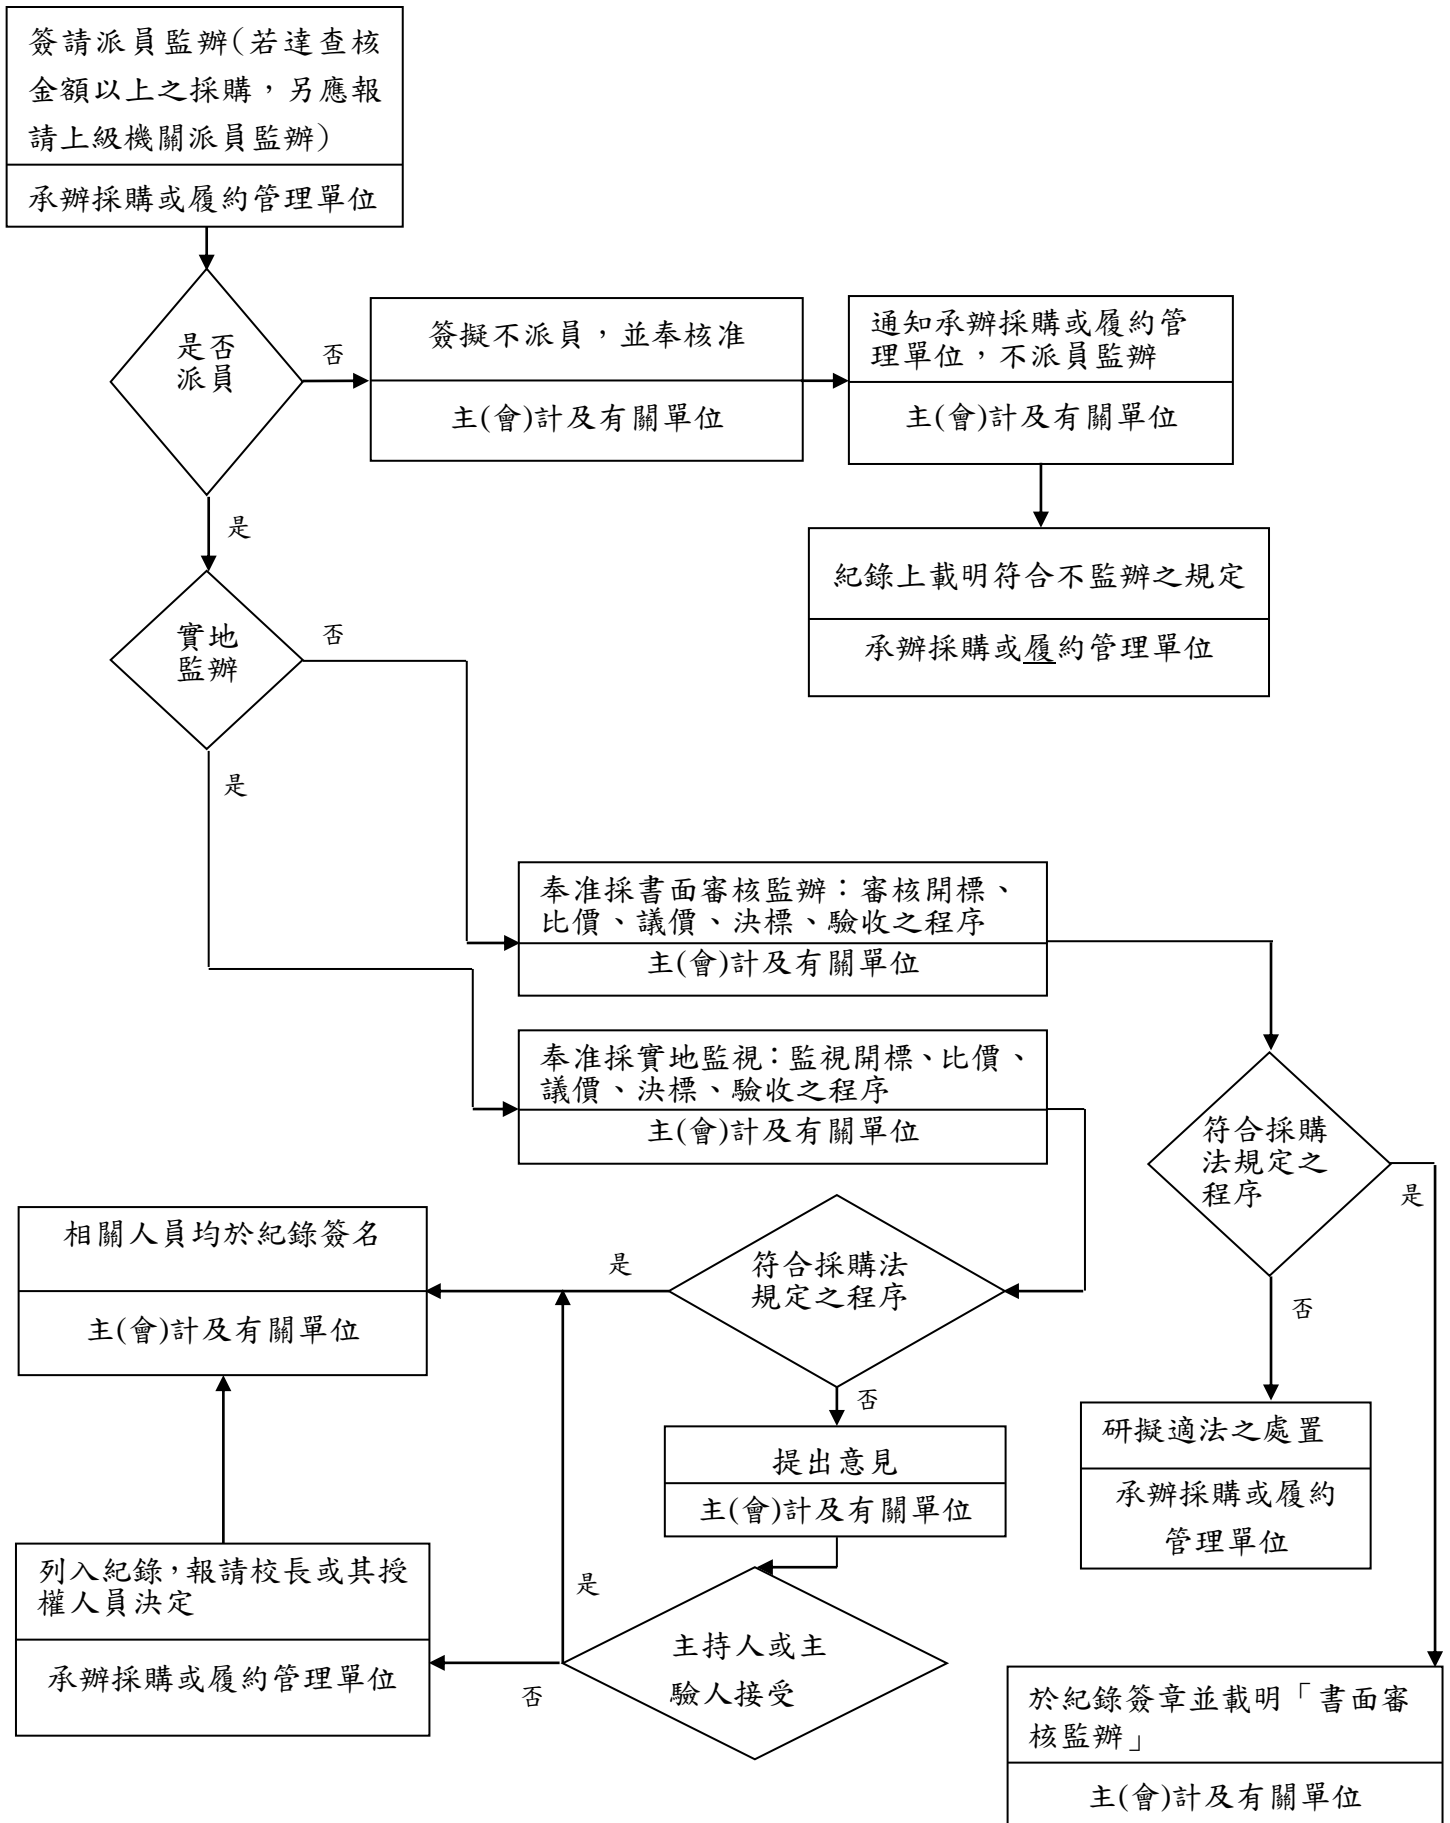 簽請派員監辦(若達查核
金額以上之採購，另應報
請上級機關派員監辦)
承辦採購或履約管理單位
是否
派員
否
簽擬不派員，並奉核准
主(會)計及有關單位
通知承辦採購或履約管
理單位，不派員監辦
主(會)計及有關單位
是
紀錄上載明符合不監辦之規定
承辦採購或履約管理單位
實地
監辦
否
是
奉准採書面審核監辦：審核開標、
比價、議價、決標、驗收之程序
主(會)計及有關單位
奉准採實地監視：監視開標、比價、
議價、決標、驗收之程序
主(會)計及有關單位
符合採購
法規定之
程序
是
否
相關人員均於紀錄簽名
主(會)計及有關單位
是
符合採購法
規定之程序
否
提出意見
主(會)計及有關單位
研擬適法之處置
承辦採購或履約
管理單位
列入紀錄，報請校長或其授
權人員決定
承辦採購或履約管理單位
是
否
主持人或主
驗人接受
於紀錄簽章並載明「書面審
核監辦」
主(會)計及有關單位